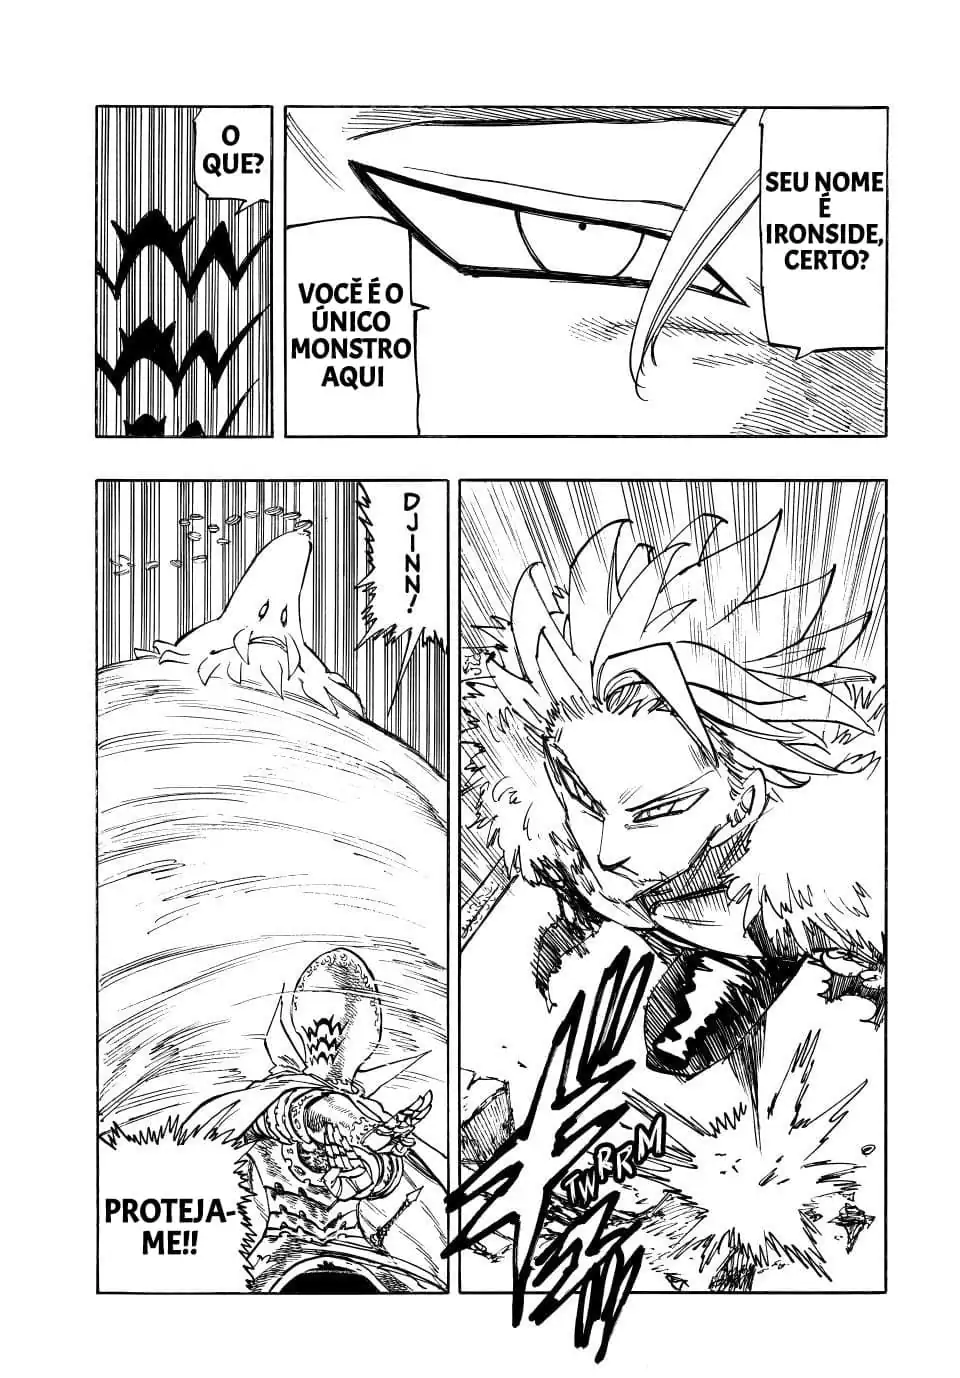 SEU NOME
É
IRONSIDE,
CERTO?
VOCÊ É O
ÚNICO
MONSTRO
AQUI
O
QUE?
TWRRM
DJINN!
PROTEJA-
ME!!